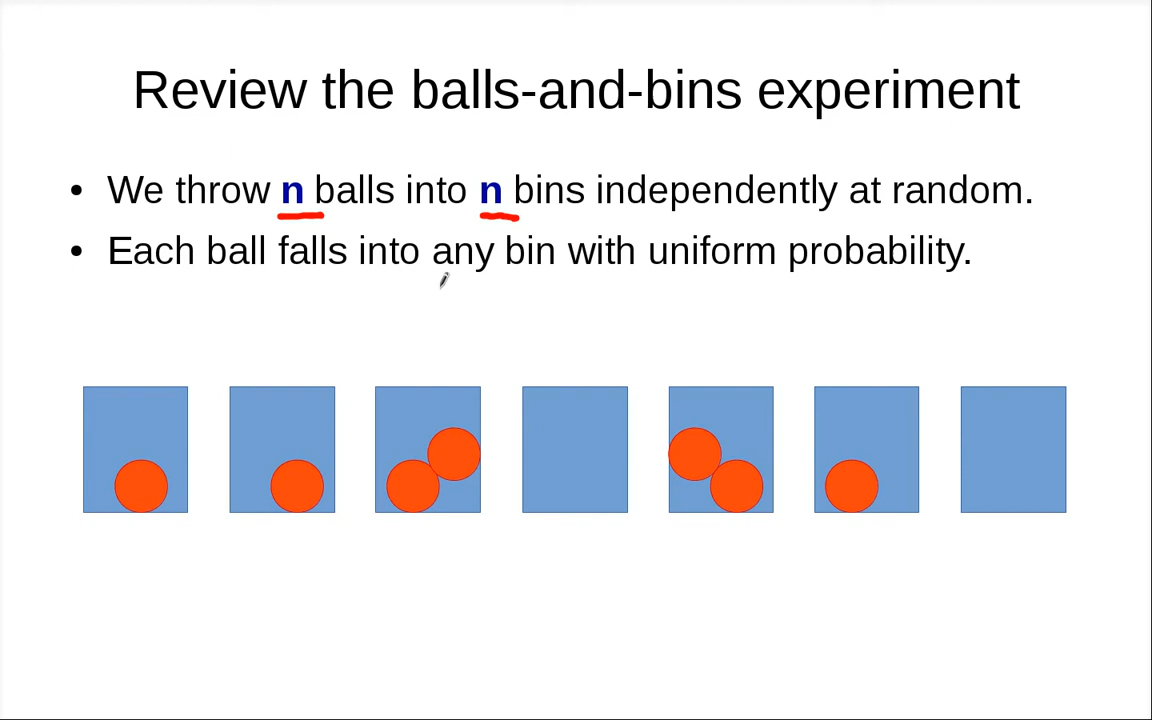 Review the balls-and-bins experiment
• We throw n balls into n bins independently at random.
• Each ball falls into any bin with uniform probability.